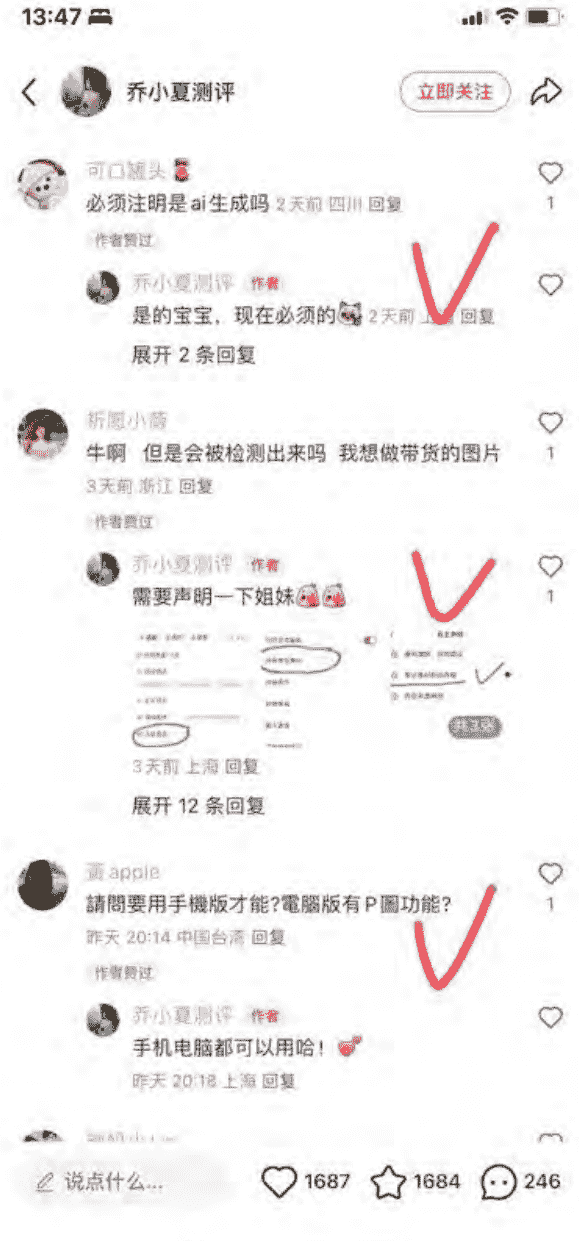 13:47
乔小夏测评
立即关注
可口罐头
必须注明是ai生成吗 2天前 四川 回复
1
作者赞过
乔小夏测评 作者
是的宝宝，现在必须的 2天前 上 回复
展开 2 条回复
祈愿小薇
牛啊 但是会被检测出来吗 我想做带货的图片
1
3天前 浙江 回复
作者赞过
乔小夏测评 作者
需要声明一下姐妹
1
3天前 上海 回复
展开 12 条回复
apple
請問要用手機版才能?電腦版有P圖功能?
1
昨天 20:14 中国台湾 回复
作者赞过
乔小夏测评 作者
手机电脑都可以用哈！
昨天 20:18 上海 回复
说点什么...
1687
1684
246